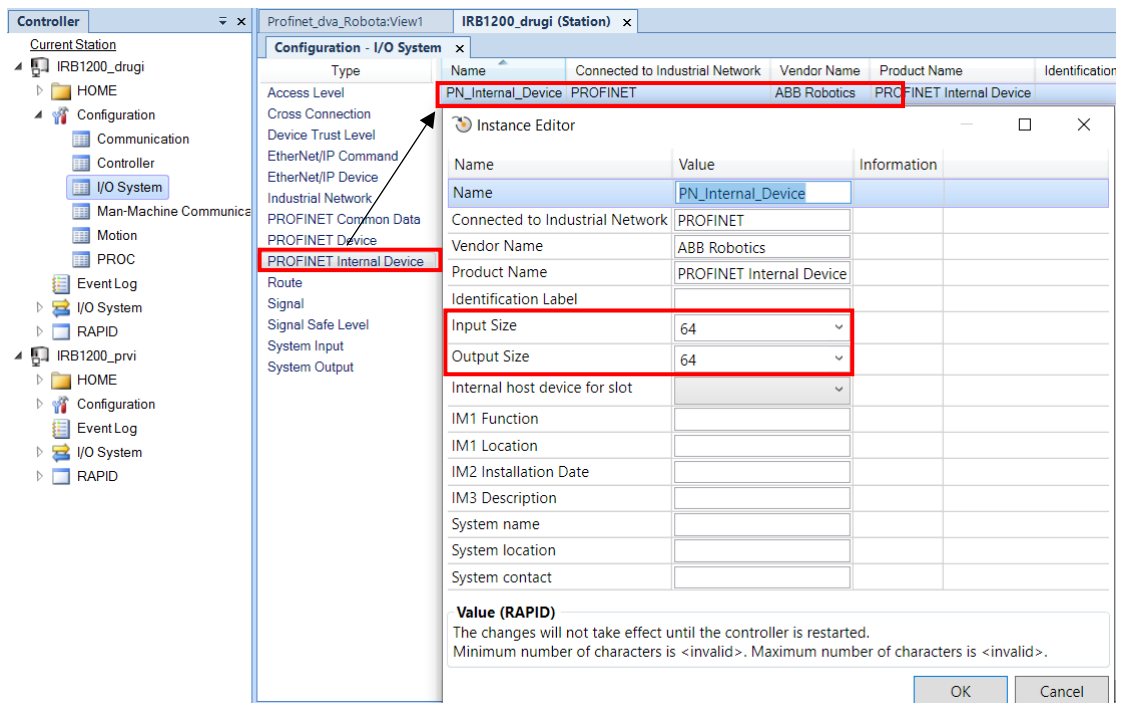 Controller
Current Station
IRB1200_drugi
HOME
Configuration
Communication
Controller
I/O System
Man-Machine Communica
Motion
PROC
Event Log
I/O System
RAPID
IRB1200_prvi
HOME
Configuration
Event Log
I/O System
RAPID
Profinet_dva_Robota:View1
IRB1200_drugi (Station)
Configuration - I/O System
Type
Access Level
Cross Connection
Device Trust Level
EtherNet/IP Command
EtherNet/IP Device
Industrial Network
PROFINET Common Data
PROFINET Device
PROFINET Internal Device
Route
Signal
Signal Safe Level
System Input
System Output
Name Connected to Industrial Network Vendor Name Product Name Identification
PN_Internal_Device PROFINET ABB Robotics PROFINET Internal Device
Instance Editor
Name Value Information
Name PN_Internal_Device
Connected to Industrial Network PROFINET
Vendor Name ABB Robotics
Product Name PROFINET Internal Device
Identification Label
Input Size 64
Output Size 64
Internal host device for slot
IM1 Function
IM1 Location
IM2 Installation Date
IM3 Description
System name
System location
System contact
Value (RAPID)
The changes will not take effect until the controller is restarted.
Minimum number of characters is <invalid>. Maximum number of characters is <invalid>.
OK Cancel